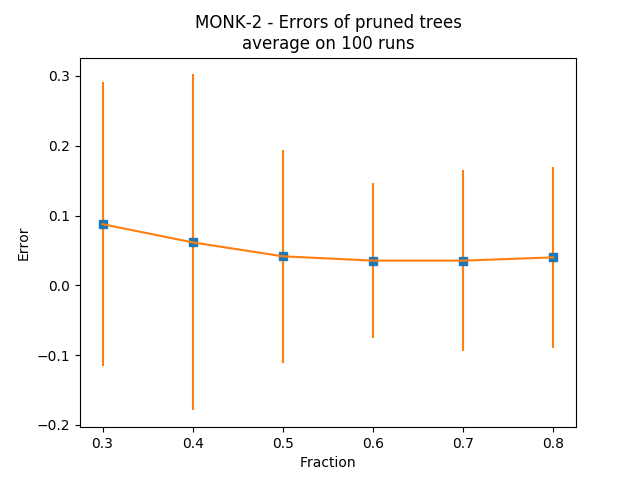 MONK-2 - Errors of pruned trees
average on 100 runs
0.3
0.2
0.1
0.0
−0.1
−0.2
Error
0.3 0.4 0.5 0.6 0.7 0.8
Fraction